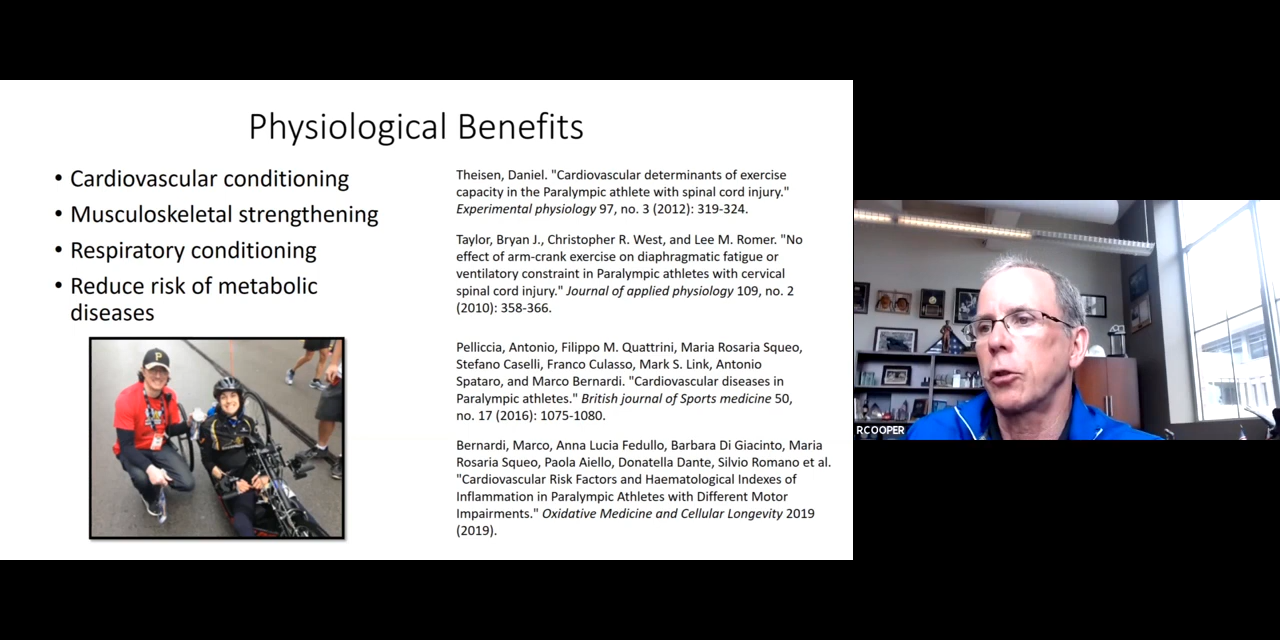 Physiological Benefits
• Cardiovascular conditioning
• Musculoskeletal strengthening
• Respiratory conditioning
• Reduce risk of metabolic
diseases
P
Theisen, Daniel. "Cardiovascular determinants of exercise
capacity in the Paralympic athlete with spinal cord injury."
Experimental physiology 97, no. 3 (2012): 319-324.
Taylor, Bryan J., Christopher R. West, and Lee M. Romer. "No
effect of arm-crank exercise on diaphragmatic fatigue or
ventilatory constraint in Paralympic athletes with cervical
spinal cord injury." Journal of applied physiology 109, no. 2
(2010): 358-366.
Pelliccia, Antonio, Filippo M. Quattrini, Maria Rosaria Squeo,
Stefano Caselli, Franco Culasso, Mark S. Link, Antonio
Spataro, and Marco Bernardi. "Cardiovascular diseases in
Paralympic athletes." British journal of Sports medicine 50,
no. 17 (2016): 1075-1080.
Bernardi, Marco, Anna Lucia Fedullo, Barbara Di Giacinto, Maria
Rosaria Squeo, Paola Aiello, Donatella Dante, Silvio Romano et al.
"Cardiovascular Risk Factors and Haematological Indexes of
Inflammation in Paralympic Athletes with Different Motor
Impairments." Oxidative Medicine and Cellular Longevity 2019
(2019).
RCOOPER